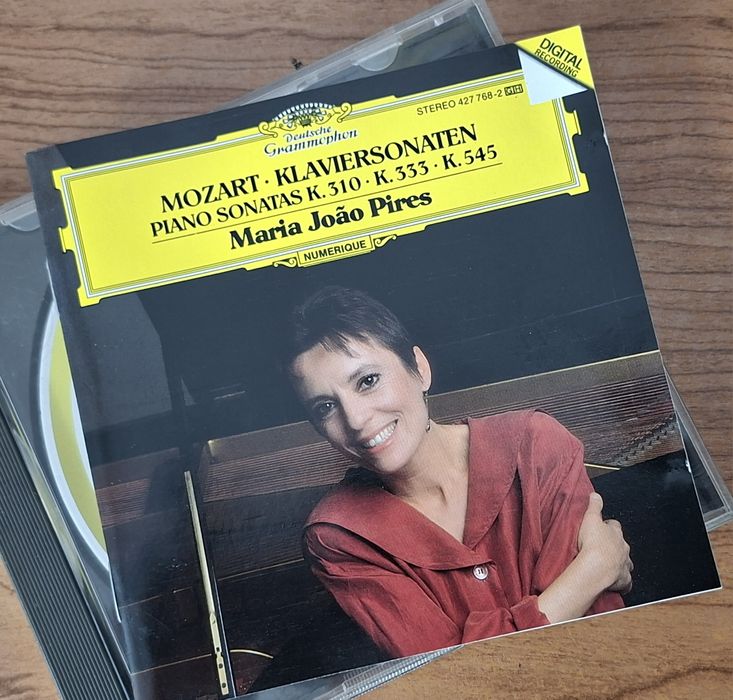 DIGITAL
RECORDING
STEREO 427 768-2 GH
Deutsche
Grammophon
MOZART · KLAVIERSONATEN
PIANO SONATAS K. 310 · K. 333 · K. 545
Maria João Pires
NUMERIQUE